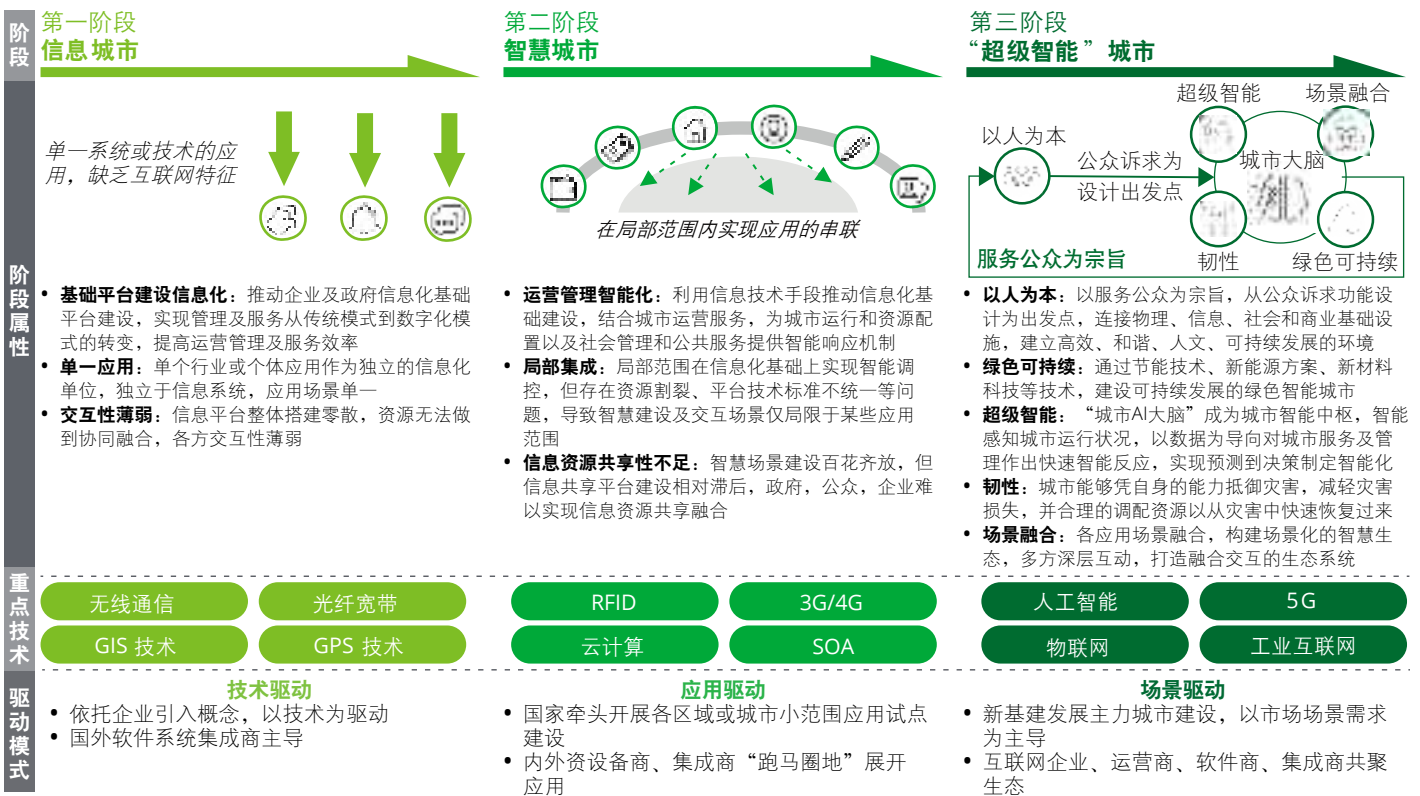 阶段
第一阶段
信息城市
第二阶段
智慧城市
第三阶段
“超级智能”城市
阶段属性
单一系统或技术的应
用，缺乏互联网特征
在局部范围内实现应用的串联
超级智能
场景融合
以人为本
公众诉求为
设计出发点
城市大脑
服务公众为宗旨
韧性
绿色可持续
• 基础平台建设信息化：推动企业及政府信息化基础
平台建设，实现管理及服务从传统模式到数字化模
式的转变，提高运营管理及服务效率
• 单一应用：单个行业或个体应用作为独立的信息化
单位，独立于信息系统，应用场景单一
• 交互性薄弱：信息平台整体搭建零散，资源无法做
到协同融合，各方交互性薄弱
• 运营管理智能化：利用信息技术手段推动信息化基
础建设，结合城市运营服务，为城市运行和资源配
置以及社会管理和公共服务提供智能响应机制
• 局部集成：局部范围在信息化基础上实现智能调
控，但存在资源割裂、平台技术标准不统一等问
题，导致智慧建设及交互场景仅局限于某些应用
范围
• 信息资源共享性不足：智慧场景建设百花齐放，但
信息共享平台建设相对滞后，政府，公众，企业难
以实现信息资源共享融合
• 以人为本：以服务公众为宗旨，从公众诉求功能设
计为出发点，连接物理、信息、社会和商业基础设
施，建立高效、和谐、人文、可持续发展的环境
• 绿色可持续：通过节能技术、新能源方案、新材料
科技等技术，建设可持续发展的绿色智能城市
• 超级智能：“城市AI大脑”成为城市智能中枢，智能
感知城市运行状况，以数据为导向对城市服务及管
理作出快速智能反应，实现预测到决策制定智能化
• 韧性：城市能够凭自身的能力抵御灾害，减轻灾害
损失，并合理的调配资源以从灾害中快速恢复过来
• 场景融合：各应用场景融合，构建场景化的智慧生
态，多方深层互动，打造融合交互的生态系统
重点技术
无线通信
光纤宽带
GIS 技术
GPS 技术
RFID
3G/4G
云计算
SOA
人工智能
5G
物联网
工业互联网
驱动模式
技术驱动
• 依托企业引入概念，以技术为驱动
• 国外软件系统集成商主导
应用驱动
• 国家牵头开展各区域或城市小范围应用试点
建设
• 内外资设备商、集成商“跑马圈地”展开
应用
场景驱动
• 新基建发展主力城市建设，以市场场景需求
为主导
• 互联网企业、运营商、软件商、集成商共聚
生态